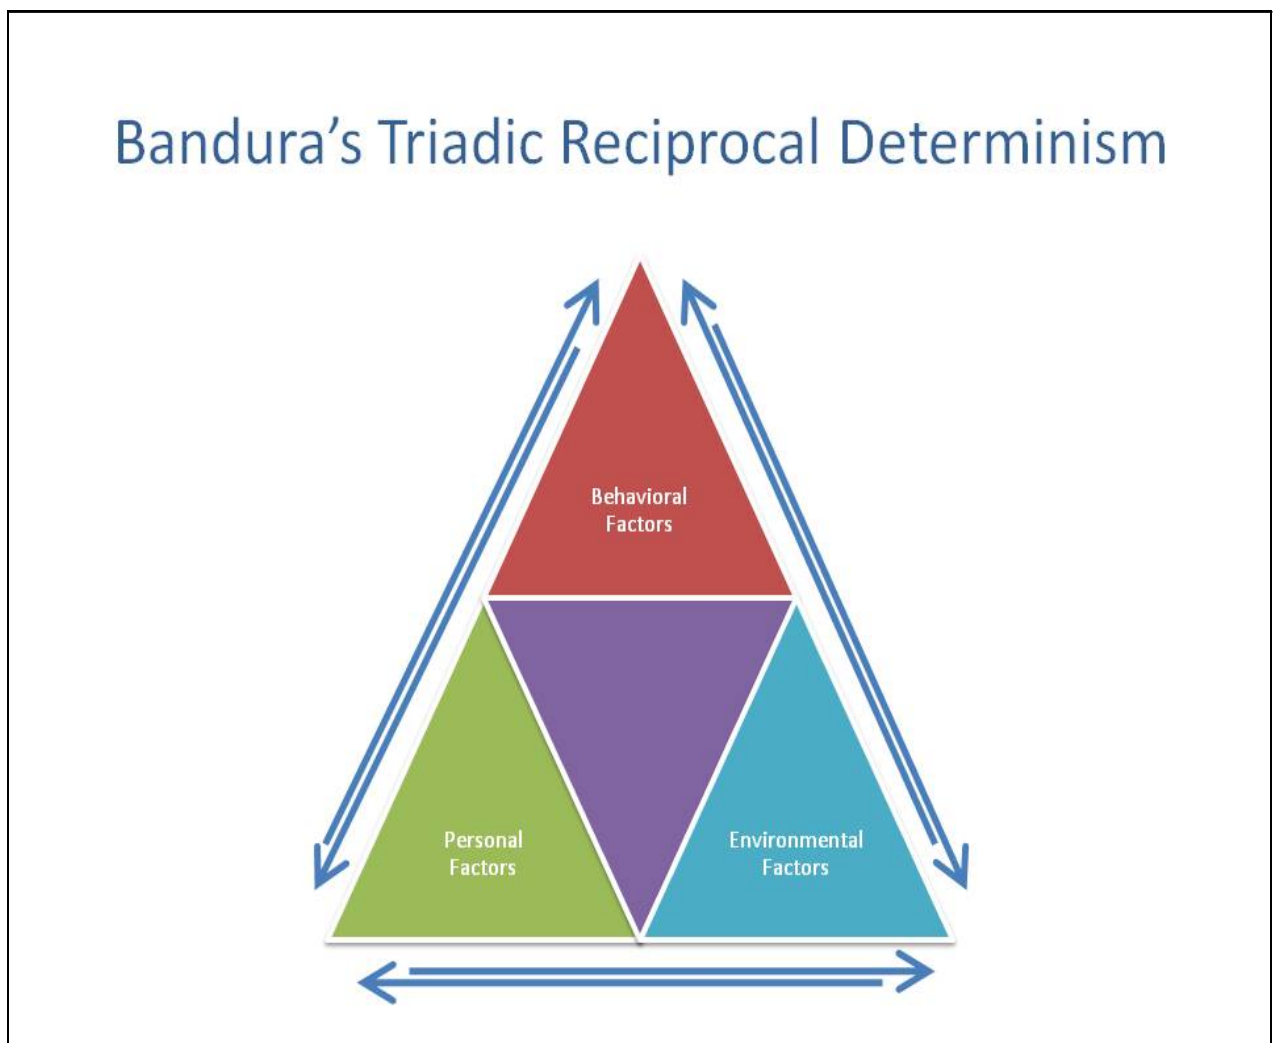 Bandura's Triadic Reciprocal Determinism
Behavioral
Factors
Personal
Factors
Environmental
Factors